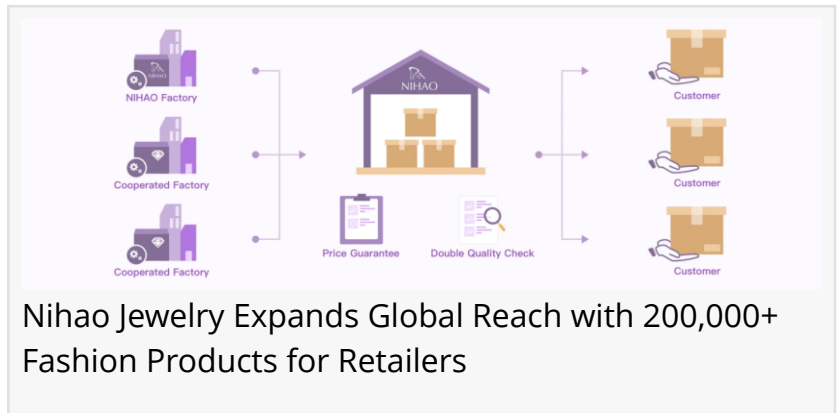 NIHAO
NIHAO Factory
Cooperated Factory
Cooperated Factory
NIHAO
Price Guarantee
Double Quality Check
Customer
Customer
Customer
Nihao Jewelry Expands Global Reach with 200,000+
Fashion Products for Retailers